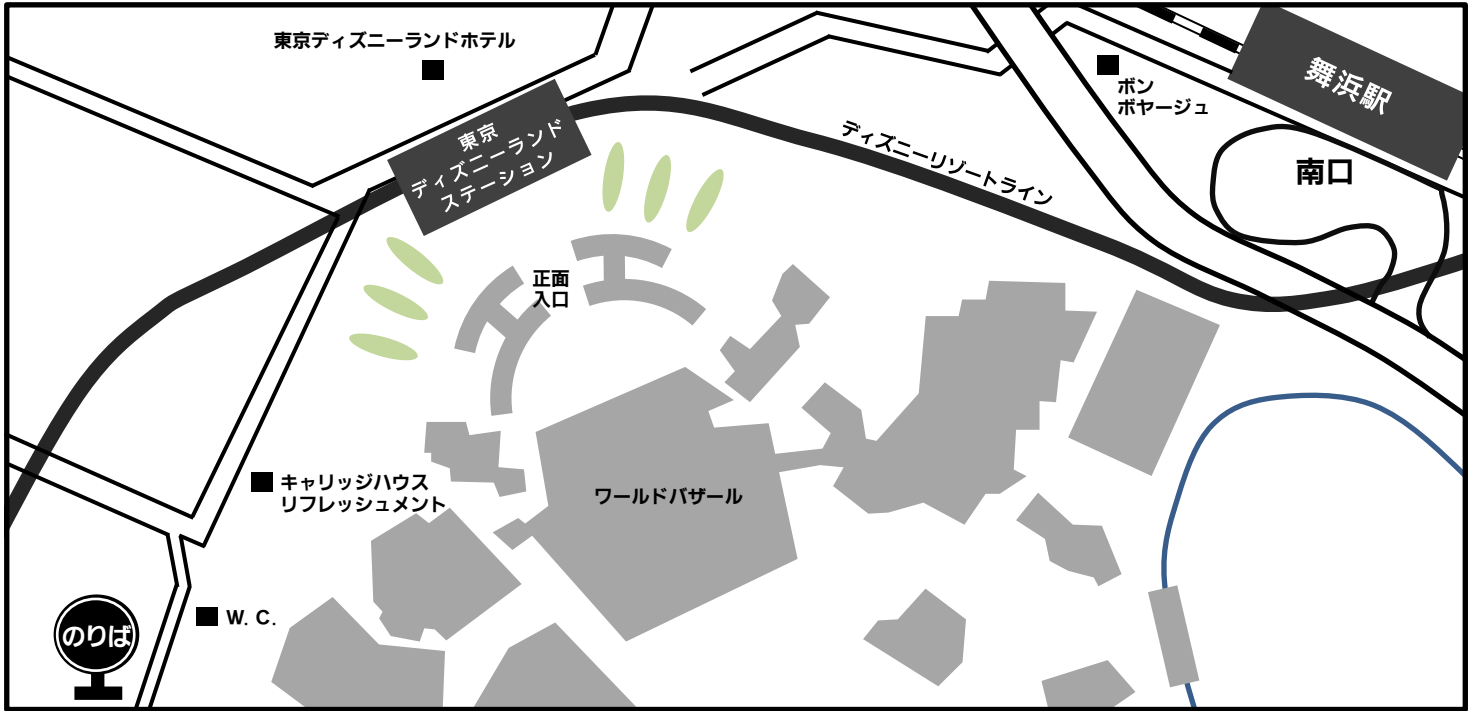 東京ディズニーランドホテル
ボン
ボヤージュ
舞浜駅
南口
東京
ディズニーランド
ステーション
ディズニーリゾートライン
正面
入口
キャリッジハウス
リフレッシュメント
ワールドバザール
W. C.
のりば